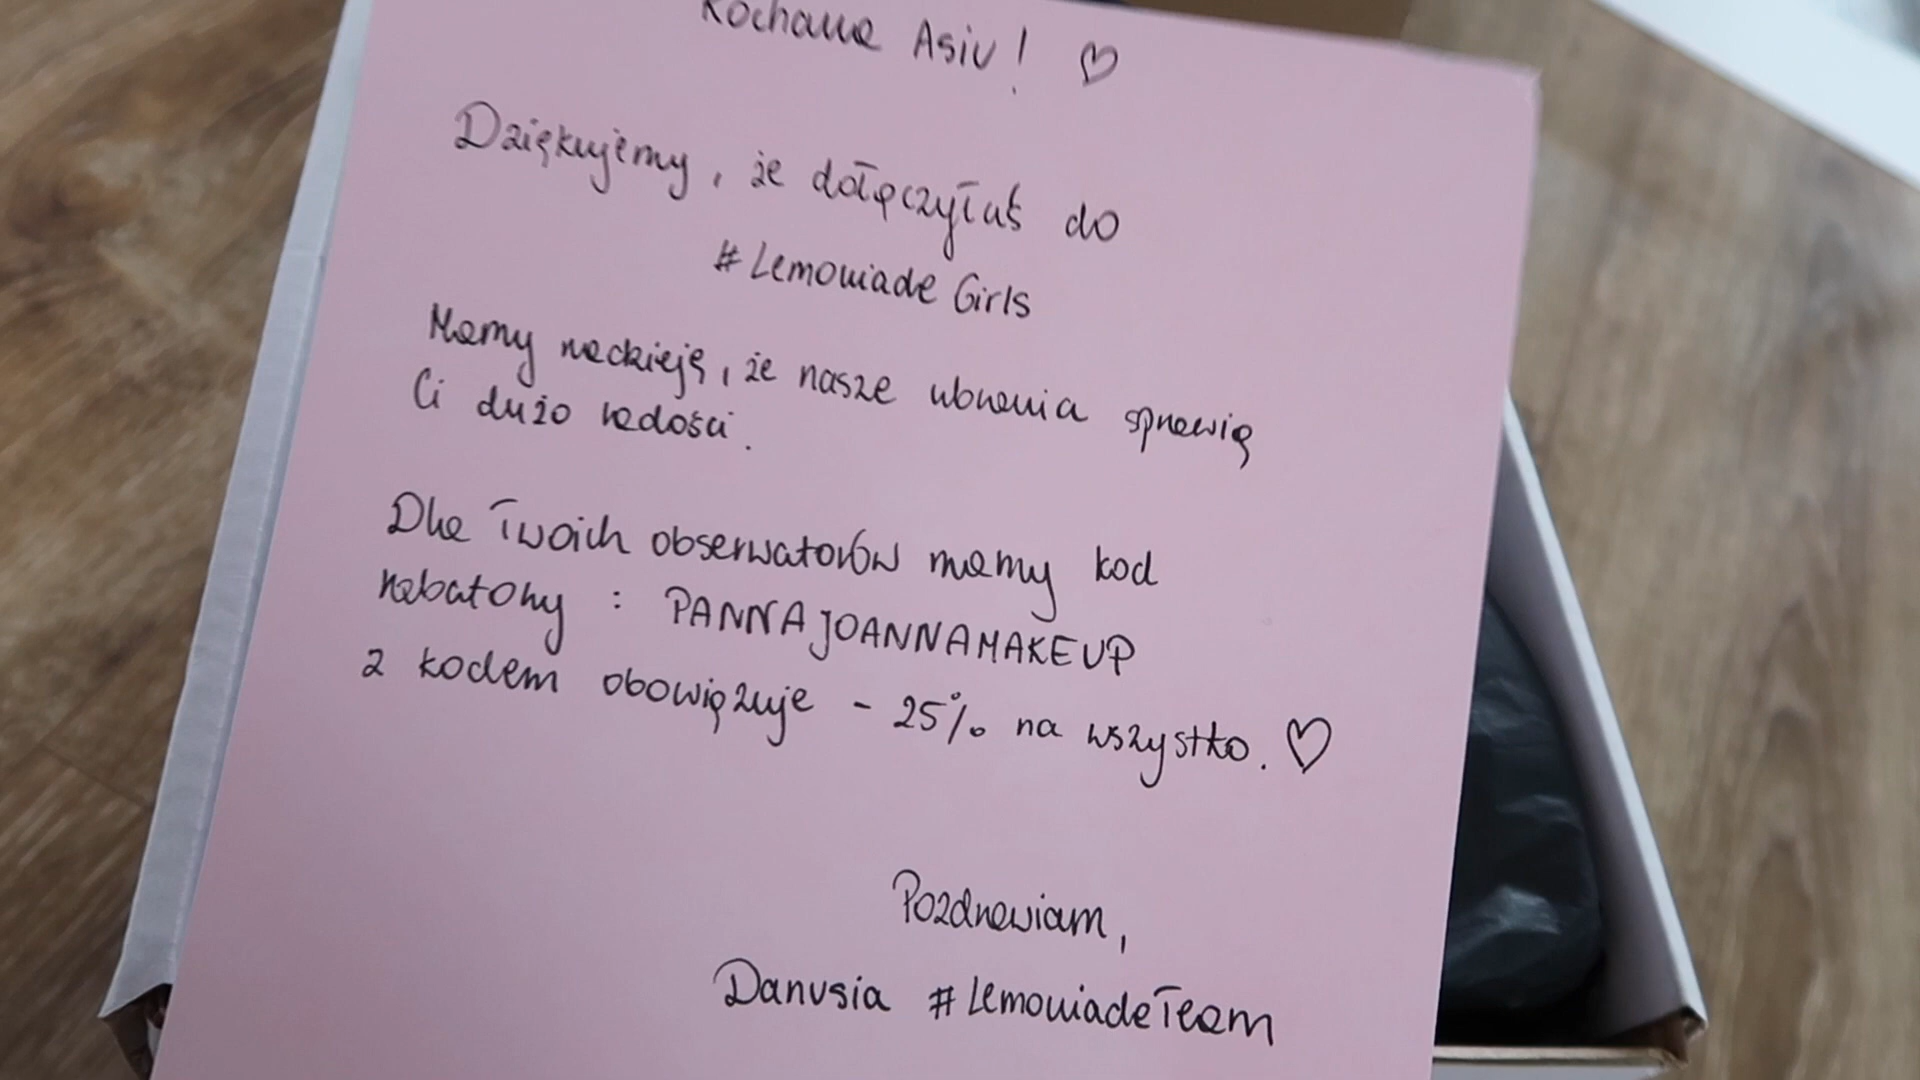 Kochana Asiu! ♡
Dziękujemy, że dołączyłaś do
#Lemoniade Girls
Mamy nadzieję, że nasze ubrania sprawią
Ci dużo radości.
Dla Twoich obserwatorów mamy kod
rabatowy : PANNAJOANNAMAKEUP
z kodem obowiązuje - 25% na wszystko. ♡
Pozdrawiam,
Danusia #LemoniadeTeam